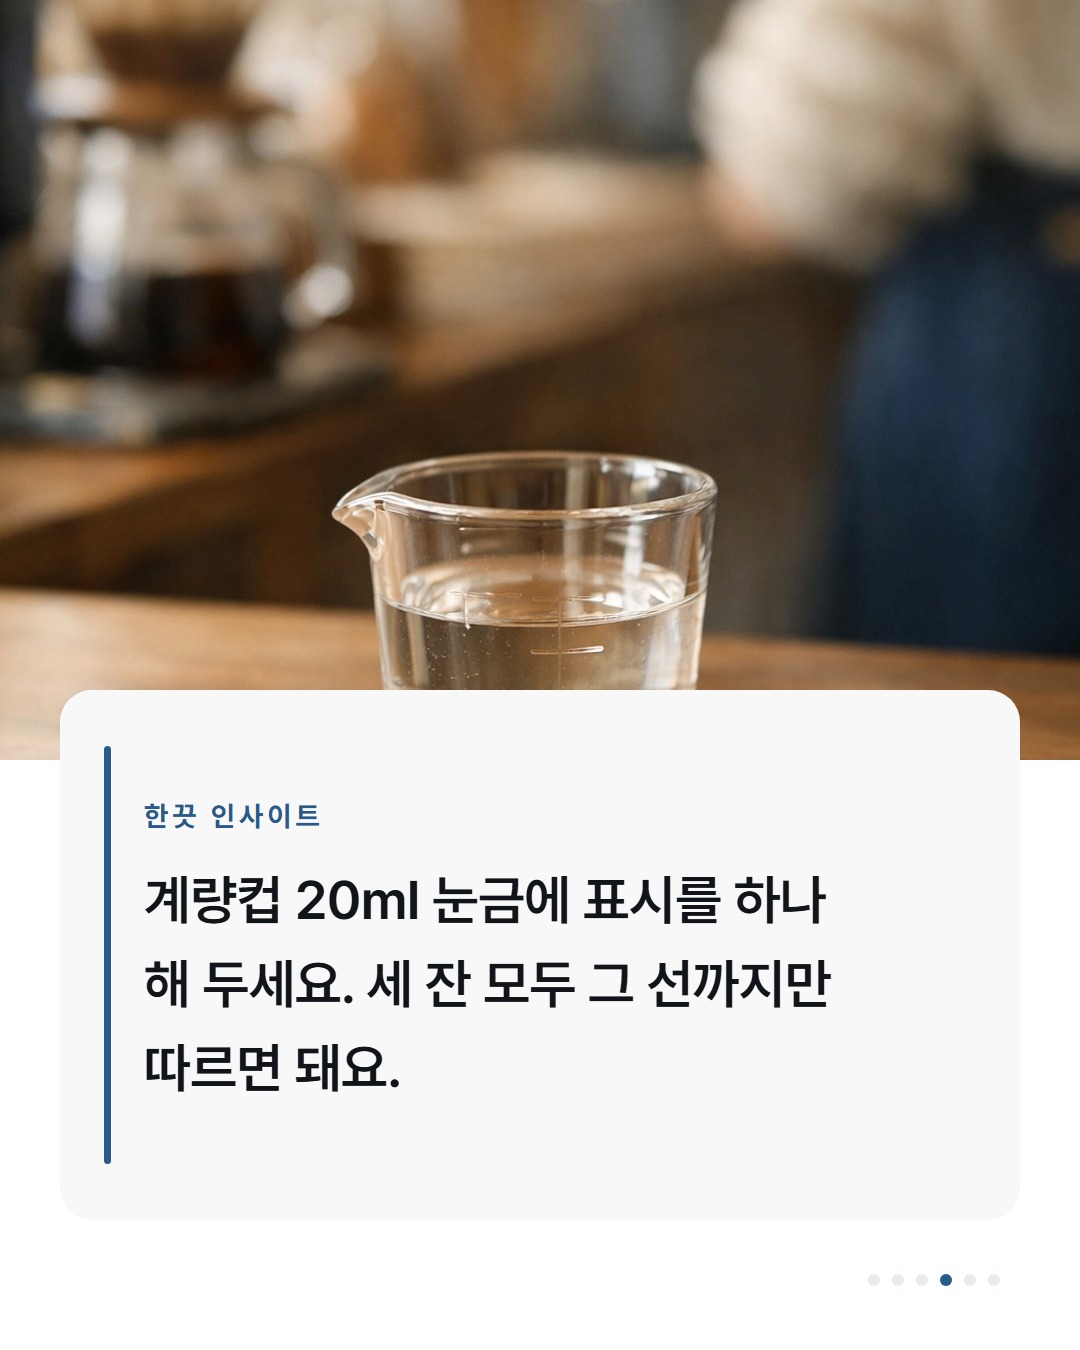 한끗 인사이트
계량컵 20ml 눈금에 표시를 하나
해 두세요. 세 잔 모두 그 선까지만
따르면 돼요.